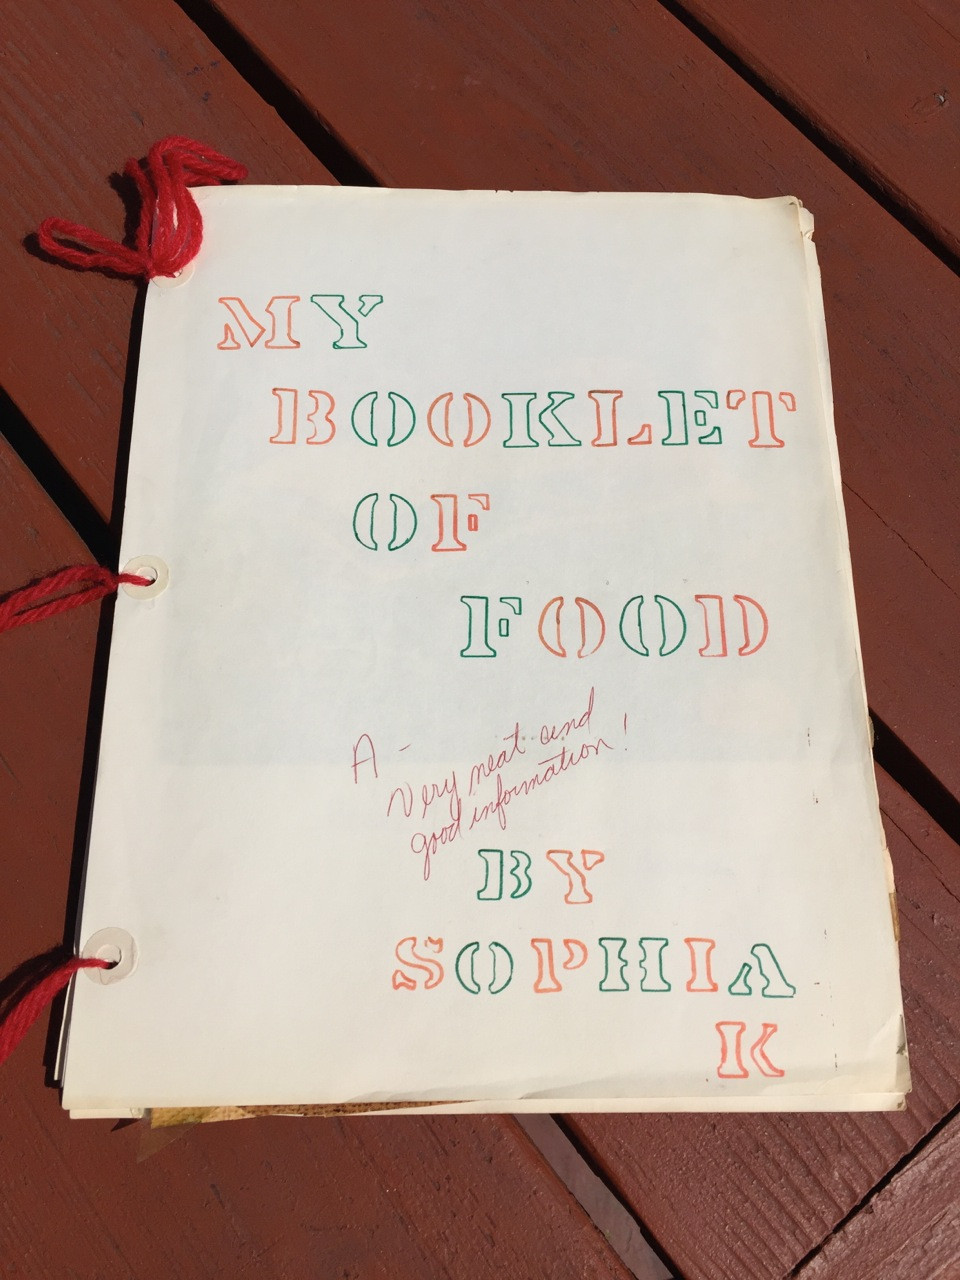 MY
BOOKLET
OF
FOOD
A-
Very neat and
good information!
BY
SOPHIA
K